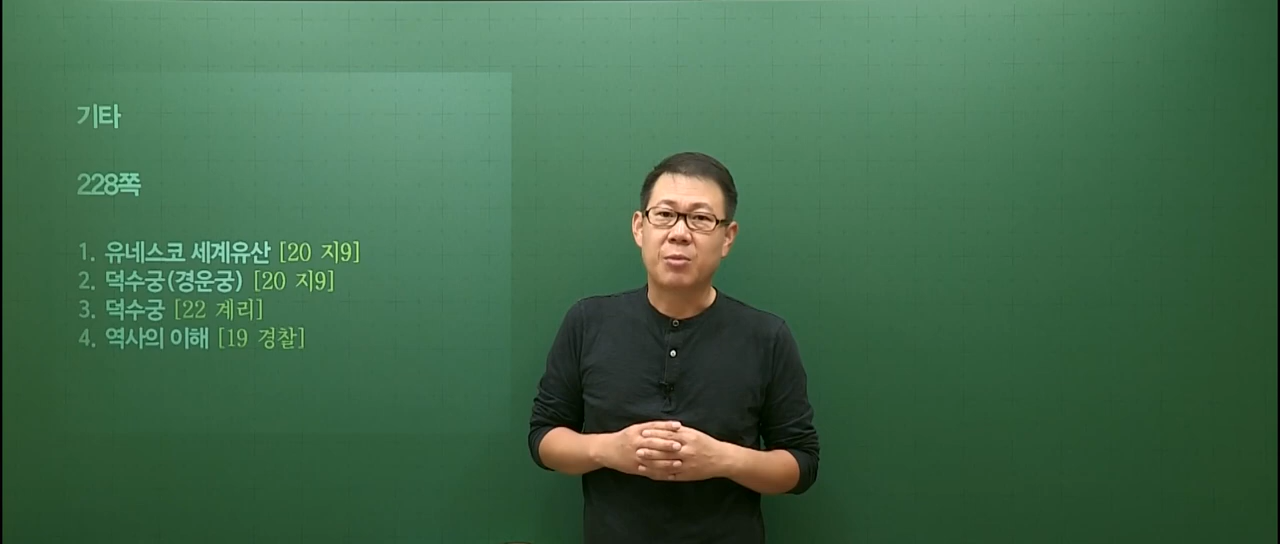 기타
228쪽
1. 유네스코 세계유산 [20 지9]
2. 덕수궁(경운궁) [20 지9]
3. 덕수궁 [22 계리]
4. 역사의 이해 [19 경찰]